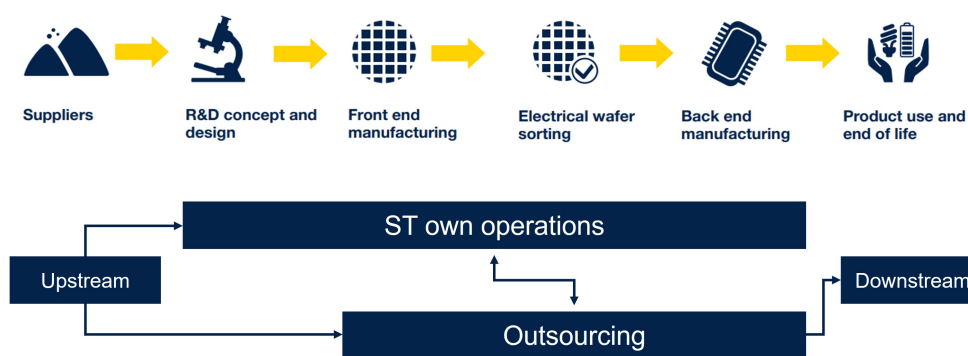 Suppliers
R&D concept and
design
Front end
manufacturing
Electrical wafer
sorting
Back end
manufacturing
Product use and
end of life
ST own operations
Upstream
Downstream
Outsourcing